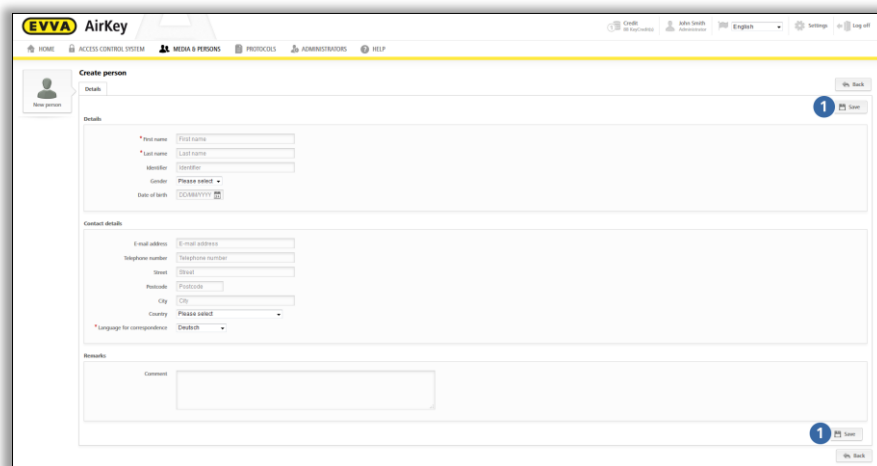 EVVA AirKey
Credit
88 KeyCredit(s)
John Smith
Administrator
English
Settings
Log off
HOME ACCESS CONTROL SYSTEM MEDIA & PERSONS PROTOCOLS ADMINISTRATORS HELP
New person
Create person
Details
Back
1 Save
Details
* First name First name
* Last name Last name
Identifier Identifier
Gender Please select
Date of birth DD/MM/YYYY
Contact details
E-mail address E-mail address
Telephone number Telephone number
Street Street
Postcode Postcode
City City
Country Please select
* Language for correspondence Deutsch
Remarks
Comment
1 Save
Back